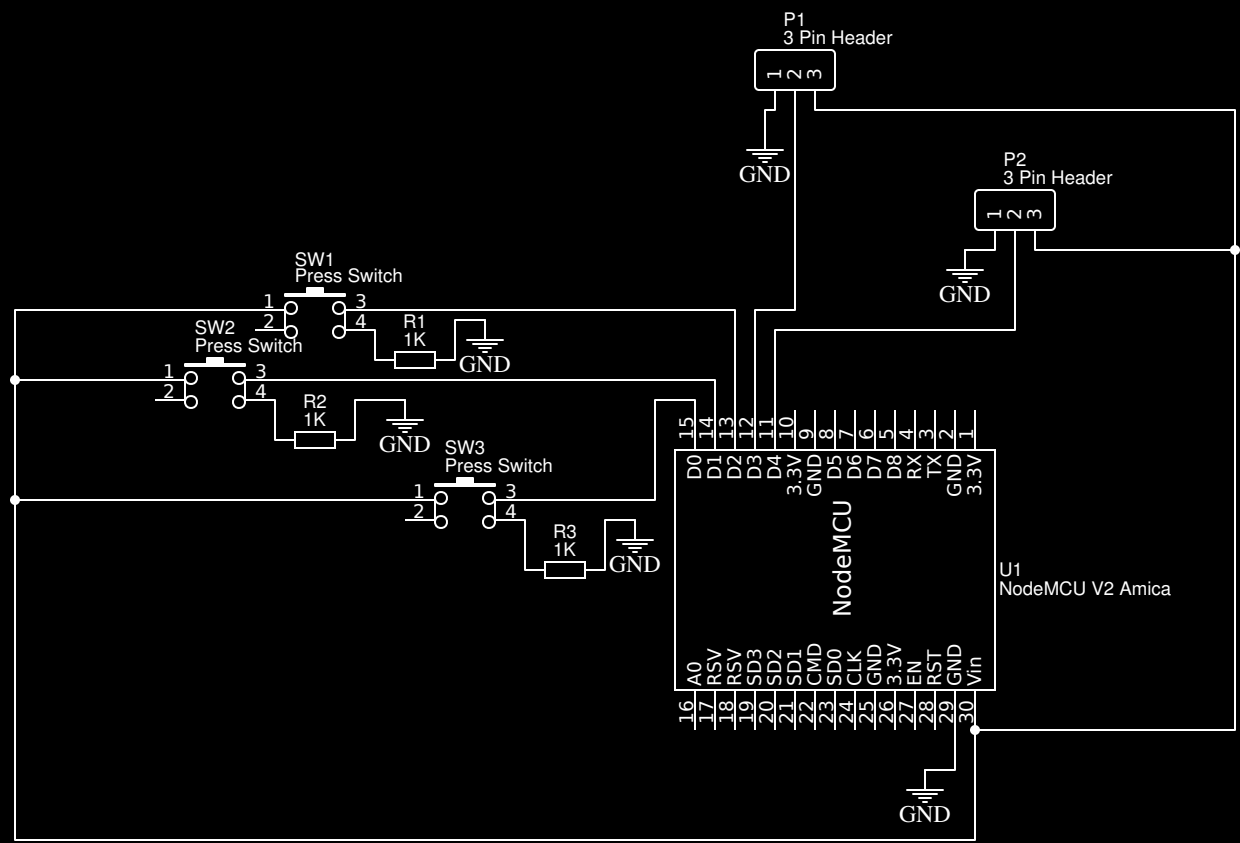 P1
3 Pin Header
1 2 3
GND
P2
3 Pin Header
1 2 3
GND
SW1
Press Switch
1 3
2 4
R1
1K
GND
SW2
Press Switch
1 3
2 4
R2
1K
GND
SW3
Press Switch
1 3
2 4
R3
1K
GND
15 14 13 12 11 10 9 8 7 6 5 4 3 2 1
D0 D1 D2 D3 D4 3.3V GND D5 D6 D7 D8 RX TX GND 3.3V
NodeMCU
U1
NodeMCU V2 Amica
A0 RSV RSV SD3 SD2 SD1 CMD SD0 CLK GND 3.3V EN RST GND Vin
16 17 18 19 20 21 22 23 24 25 26 27 28 29 30
GND